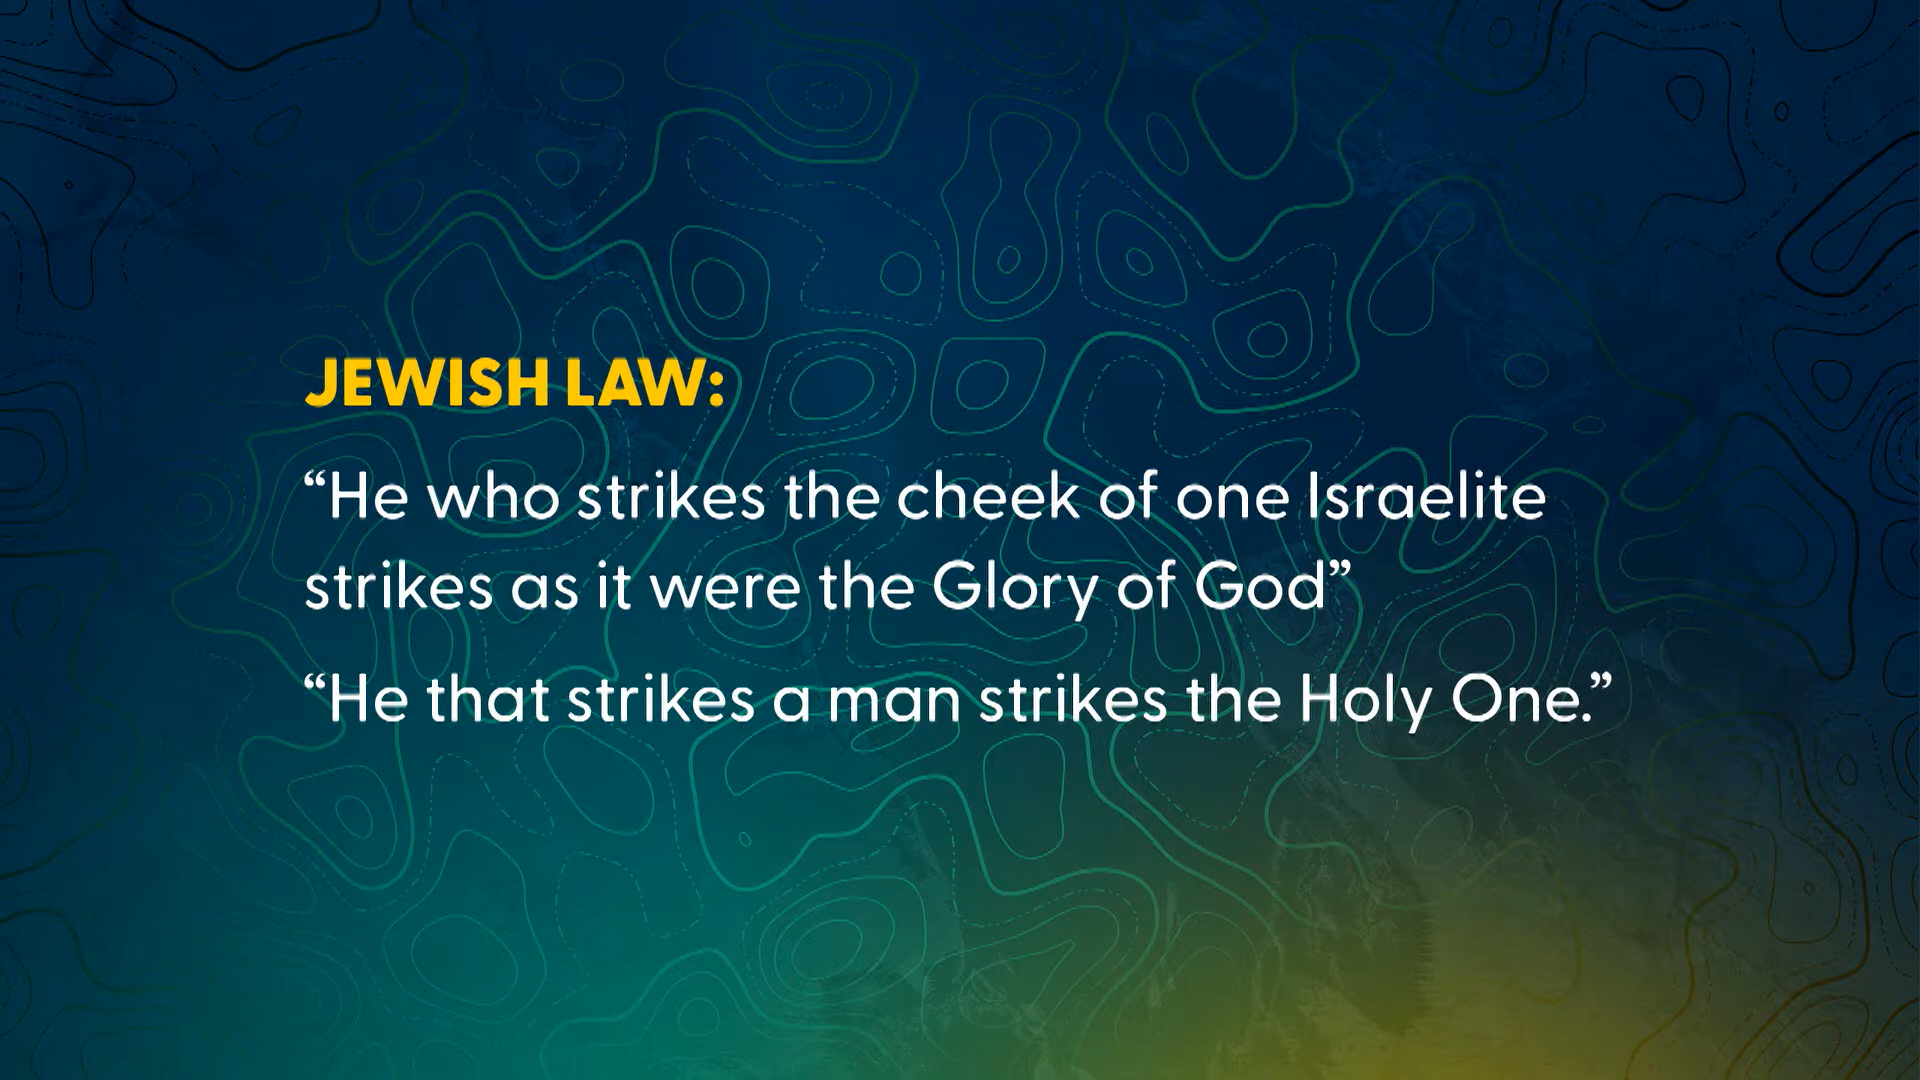 JEWISH LAW:
“He who strikes the cheek of one Israelite
strikes as it were the Glory of God”
“He that strikes a man strikes the Holy One.”